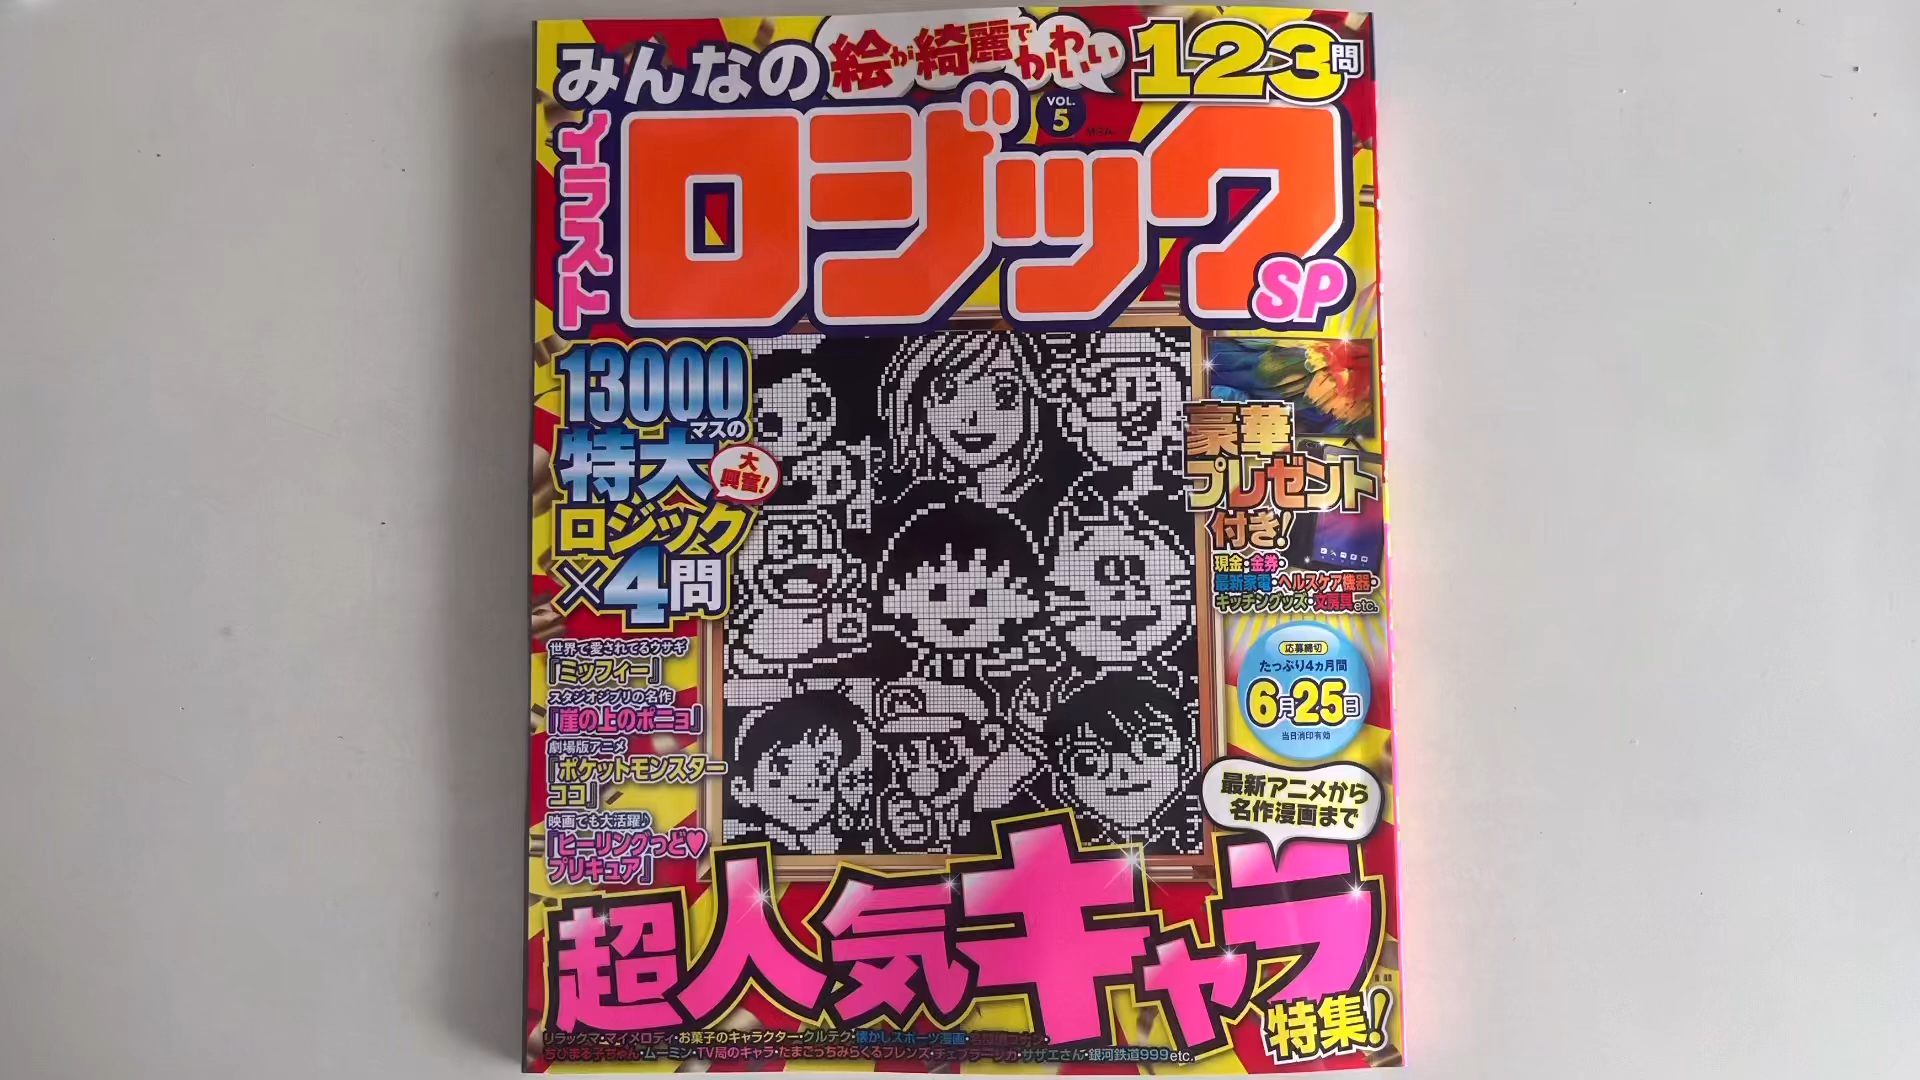 みんなの
絵が綺麗でかわいい
123問
イラスト
ロジック
SP
VOL.
5
13000
マスの
特大
大興奮!
ロジック
×4問
豪華
プレゼント
付き!
現金・金券・
最新家電・ヘルスケア機器・
キッチングッズ・文房具etc.
世界で愛されてるウサギ
『ミッフィー』
スタジオジブリの名作
『崖の上のポニョ』
劇場版アニメ
『ポケットモンスター
ココ』
映画でも大活躍♪
『ヒーリングっど♥
プリキュア』
応募締切
たっぷり4ヵ月間
6月25日
当日消印有効
最新アニメから
名作漫画まで
超人気キャラ
特集!
リラックマ・マイメロディ・お菓子のキャラクター・クルテク・懐かしスポーツ漫画・名探偵コナン・
ちびまる子ちゃん・ムーミン・TV局のキャラ・たまごっちみらくるフレンズ・チェブラーシカ・サザエさん・銀河鉄道999etc.